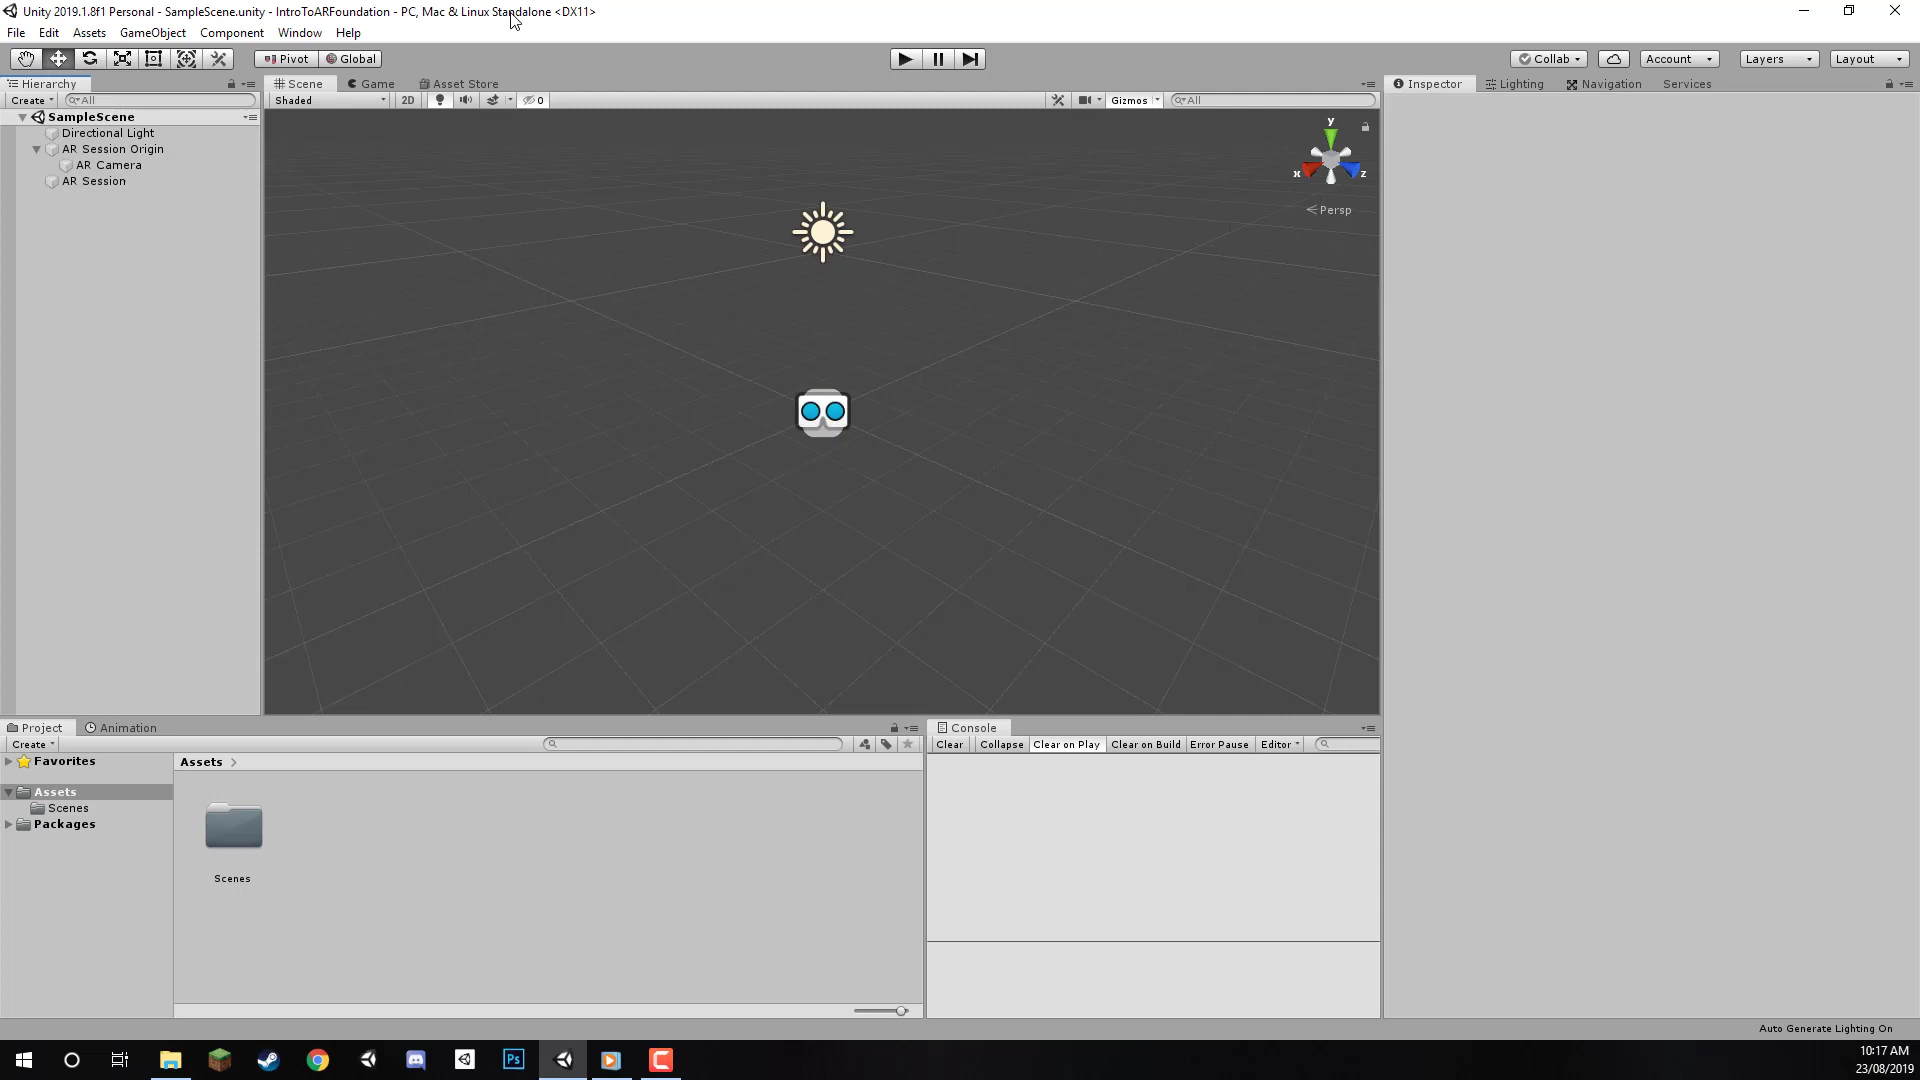 Unity 2019.1.8f1 Personal - SampleScene.unity - IntroToARFoundation - PC, Mac & Linux Standalone <DX11>
File Edit Assets GameObject Component Window Help
Pivot Global Collab Account Layers Layout
Hierarchy Scene Game Asset Store Inspector Lighting Navigation Services
Create All Shaded 2D 0 Gizmos All
SampleScene
Directional Light
AR Session Origin
AR Camera
AR Session
y
x z
Persp
Project Animation Console
Create Clear Collapse Clear on Play Clear on Build Error Pause Editor
Favorites Assets
Assets
Scenes
Packages
Scenes
Auto Generate Lighting On
Ps
10:17 AM
23/08/2019